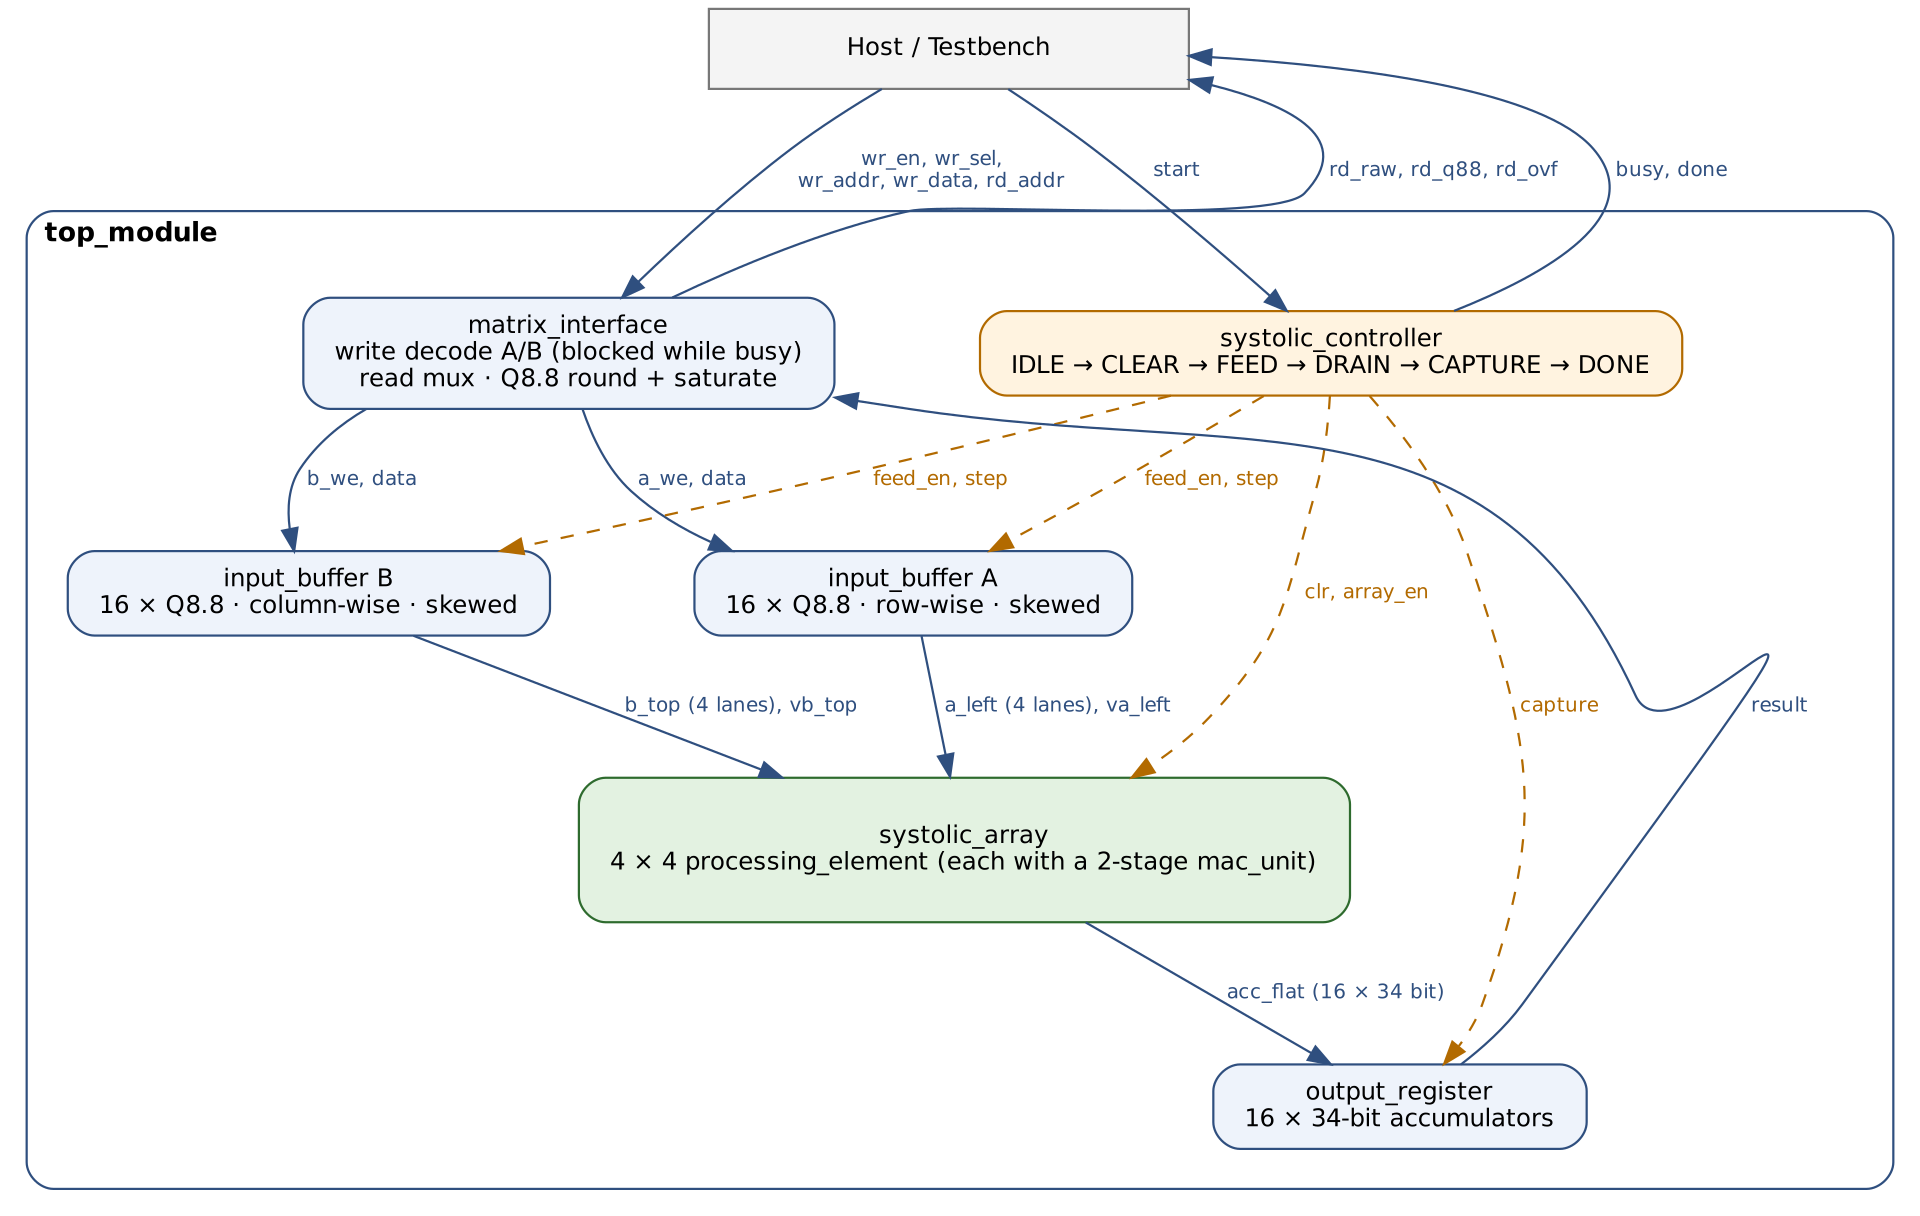 Host / Testbench
wr_en, wr_sel,
wr_addr, wr_data, rd_addr
start
rd_raw, rd_q88, rd_ovf
busy, done
top_module
matrix_interface
write decode A/B (blocked while busy)
read mux · Q8.8 round + saturate
systolic_controller
IDLE → CLEAR → FEED → DRAIN → CAPTURE → DONE
b_we, data
a_we, data
feed_en, step
feed_en, step
input_buffer B
16 × Q8.8 · column-wise · skewed
input_buffer A
16 × Q8.8 · row-wise · skewed
clr, array_en
b_top (4 lanes), vb_top
a_left (4 lanes), va_left
capture
result
systolic_array
4 × 4 processing_element (each with a 2-stage mac_unit)
acc_flat (16 × 34 bit)
output_register
16 × 34-bit accumulators